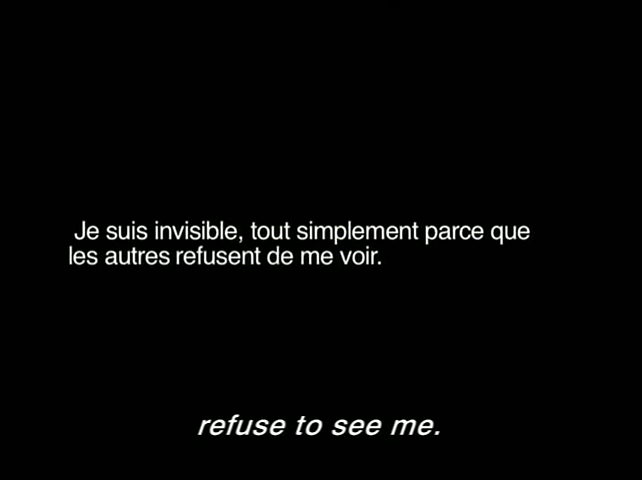 Je suis invisible, tout simplement parce que
les autres refusent de me voir.
refuse to see me.